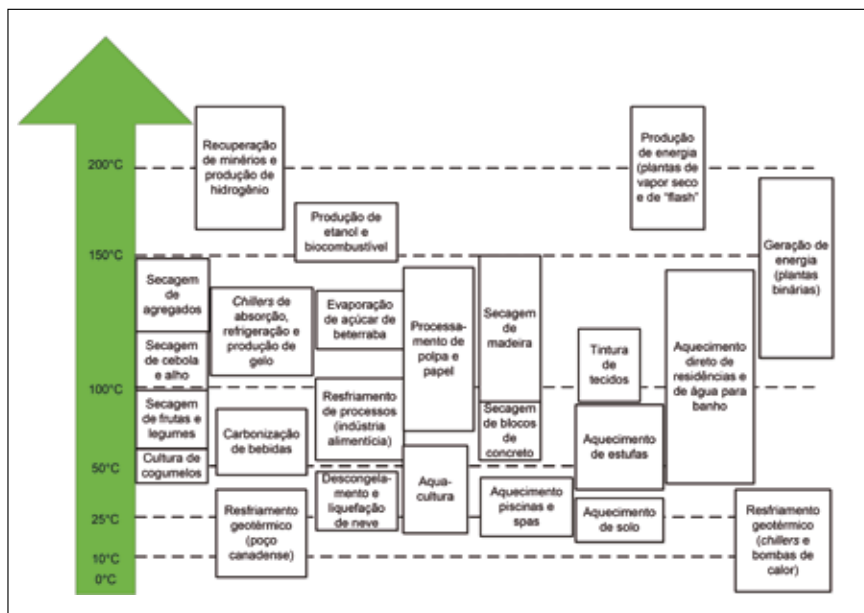 200°C
150°C
100°C
50°C
25°C
10°C
0°C
Recuperação
de minérios e
produção de
hidrogênio
Produção
de energia
(plantas de
vapor seco
e de “flash”
Produção de
etanol e
biocombustível
Geração de
energia
(plantas
binárias)
Secagem
de
agregados
Chillers de
absorção,
refrigeração e
produção de
gelo
Evaporação
de açúcar de
beterraba
Processa-
mento de
polpa e
papel
Secagem
de
madeira
Tintura
de
tecidos
Aquecimento
direto de
residências e
de água para
banho
Secagem
de cebola
e alho
Secagem
de frutas e
legumes
Cultura de
cogumelos
Carbonização
de bebidas
Resfriamento
de processos
(indústria
alimentícia)
Secagem
de blocos
de
concreto
Aquecimento
de estufas
Aqua-
cultura
Descongela-
mento e
liquefação
de neve
Aquecimento
piscinas e
spas
Aquecimento
de solo
Resfriamento
geotérmico
(poço
canadense)
Resfriamento
geotérmico
(chillers e
bombas de
calor)